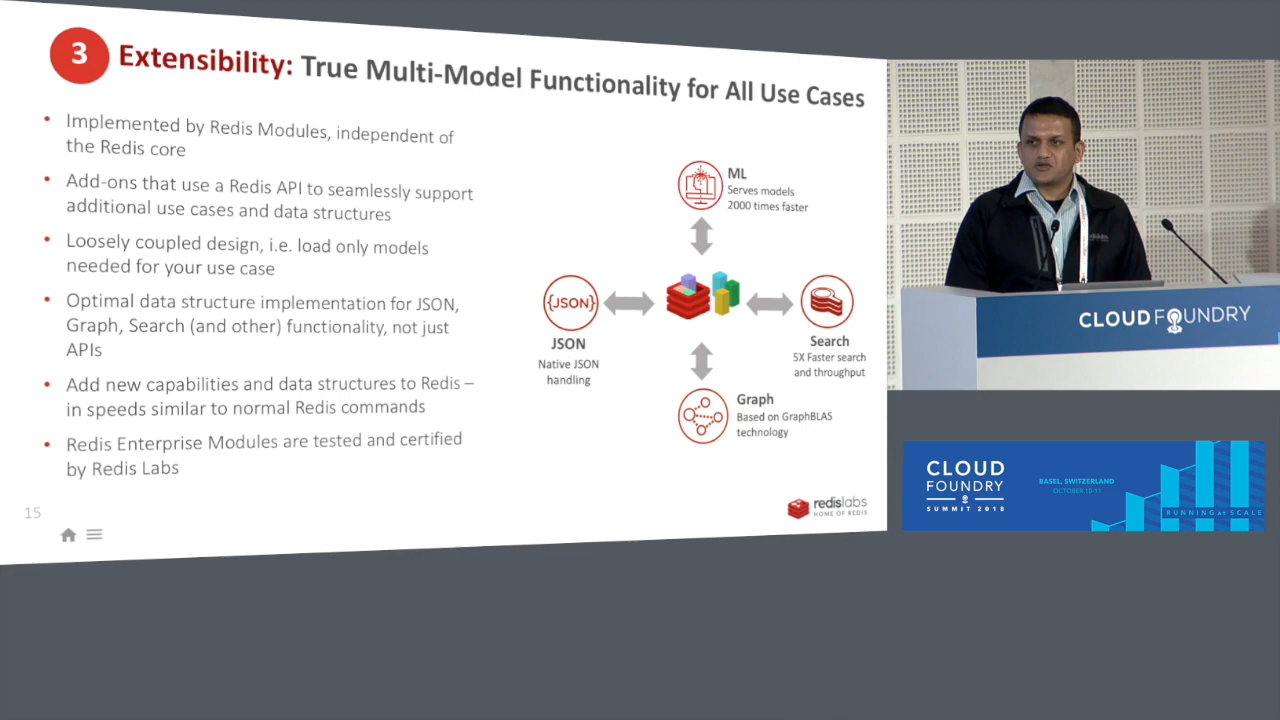 3
Extensibility: True Multi-Model Functionality for All Use Cases
• Implemented by Redis Modules, independent of
the Redis core
• Add-ons that use a Redis API to seamlessly support
additional use cases and data structures
• Loosely coupled design, i.e. load only models
needed for your use case
• Optimal data structure implementation for JSON,
Graph, Search (and other) functionality, not just
APIs
• Add new capabilities and data structures to Redis –
in speeds similar to normal Redis commands
• Redis Enterprise Modules are tested and certified
by Redis Labs
ML
Serves models
2000 times faster
{JSON}
JSON
Native JSON
handling
Search
5X Faster search
and throughput
Graph
Based on GraphBLAS
technology
15
redislabs
HOME OF REDIS
redislabs
CLOUD FOUNDRY
CLOUD
FOUNDRY
SUMMIT 2018
BASEL, SWITZERLAND
OCTOBER 10-11
RUNNING AT SCALE